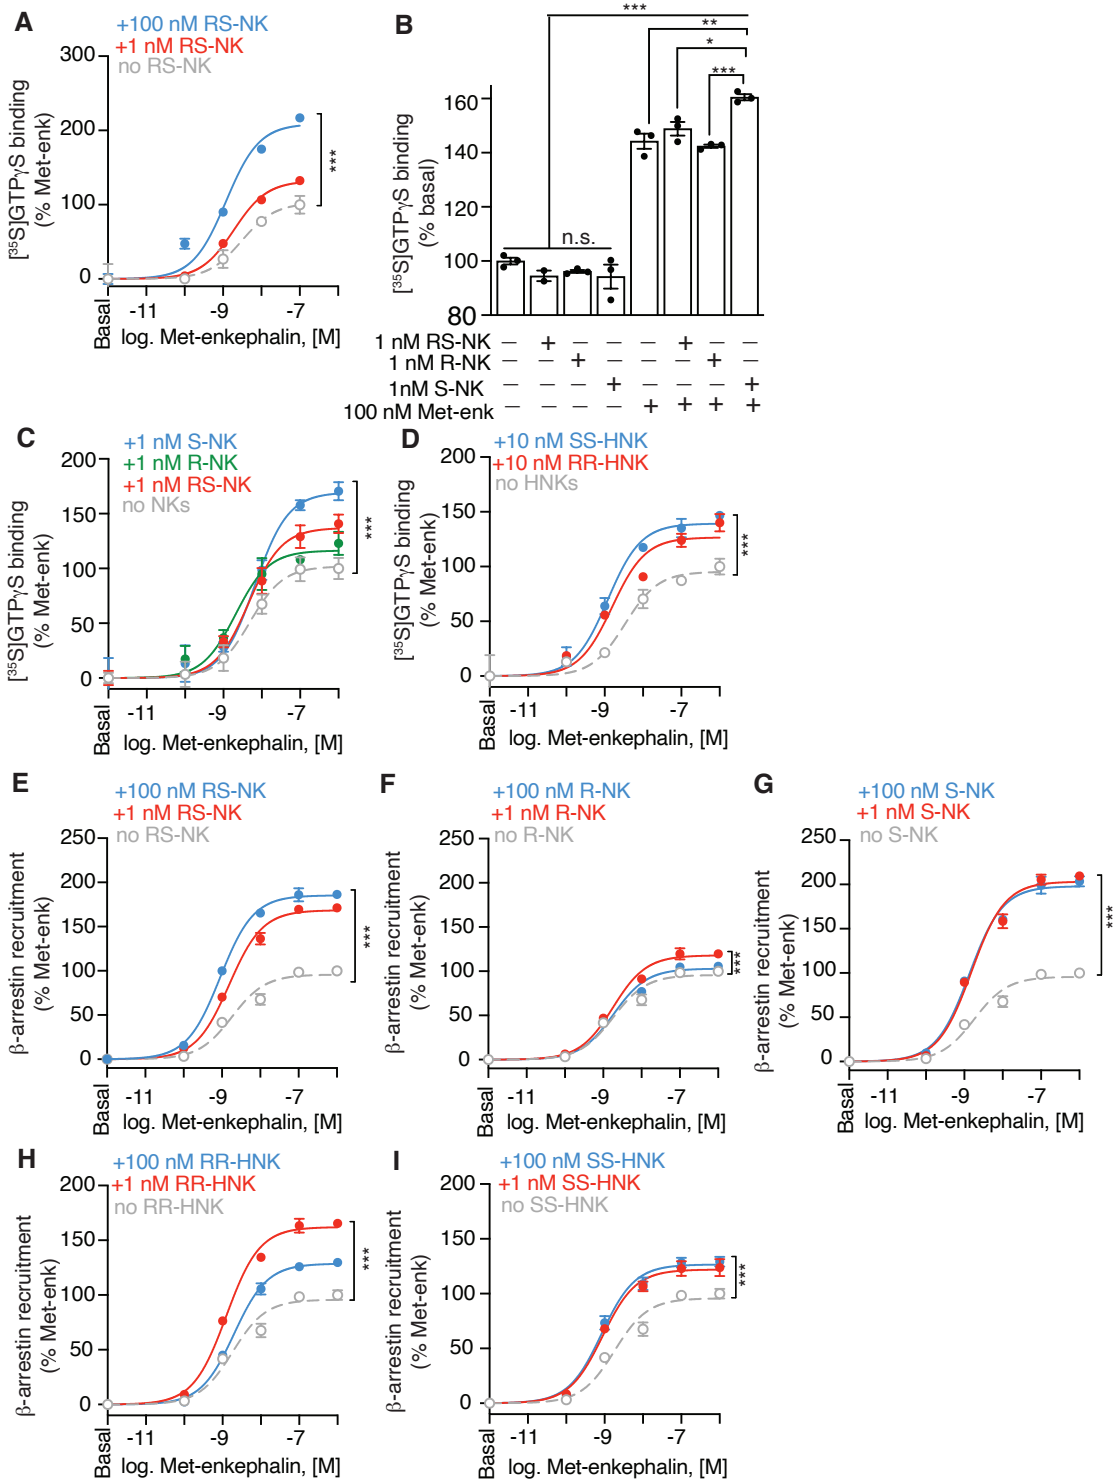 A
+100 nM RS-NK
+1 nM RS-NK
no RS-NK
300
200
100
0
[³⁵S]GTPγS binding
(% Met-enk)
***
Basal
-11
-9
-7
log. Met-enkephalin, [M]
B
***
**
*
***
n.s.
160
140
120
100
80
[³⁵S]GTPγS binding
(% basal)
1 nM RS-NK — + — — — + — —
1 nM R-NK — — + — — — + —
1nM S-NK — — — + — — — +
100 nM Met-enk — — — — + + + +
C
+1 nM S-NK
+1 nM R-NK
+1 nM RS-NK
no NKs
200
150
100
50
0
[³⁵S]GTPγS binding
(% Met-enk)
***
Basal
-11
-9
-7
log. Met-enkephalin, [M]
D
+10 nM SS-HNK
+10 nM RR-HNK
no HNKs
200
150
100
50
0
[³⁵S]GTPγS binding
(% Met-enk)
***
Basal
-11
-9
-7
log. Met-enkephalin, [M]
E
+100 nM RS-NK
+1 nM RS-NK
no RS-NK
250
200
150
100
50
0
β-arrestin recruitment
(% Met-enk)
***
Basal
-11
-9
-7
log. Met-enkephalin, [M]
F
+100 nM R-NK
+1 nM R-NK
no R-NK
250
200
150
100
50
0
β-arrestin recruitment
(% Met-enk)
***
Basal
-11
-9
-7
log. Met-enkephalin, [M]
G
+100 nM S-NK
+1 nM S-NK
no S-NK
250
200
150
100
50
0
β-arrestin recruitment
(% Met-enk)
***
Basal
-11
-9
-7
log. Met-enkephalin, [M]
H
+100 nM RR-HNK
+1 nM RR-HNK
no RR-HNK
200
150
100
50
0
β-arrestin recruitment
(% Met-enk)
***
Basal
-11
-9
-7
log. Met-enkephalin, [M]
I
+100 nM SS-HNK
+1 nM SS-HNK
no SS-HNK
200
150
100
50
0
β-arrestin recruitment
(% Met-enk)
***
Basal
-11
-9
-7
log. Met-enkephalin, [M]